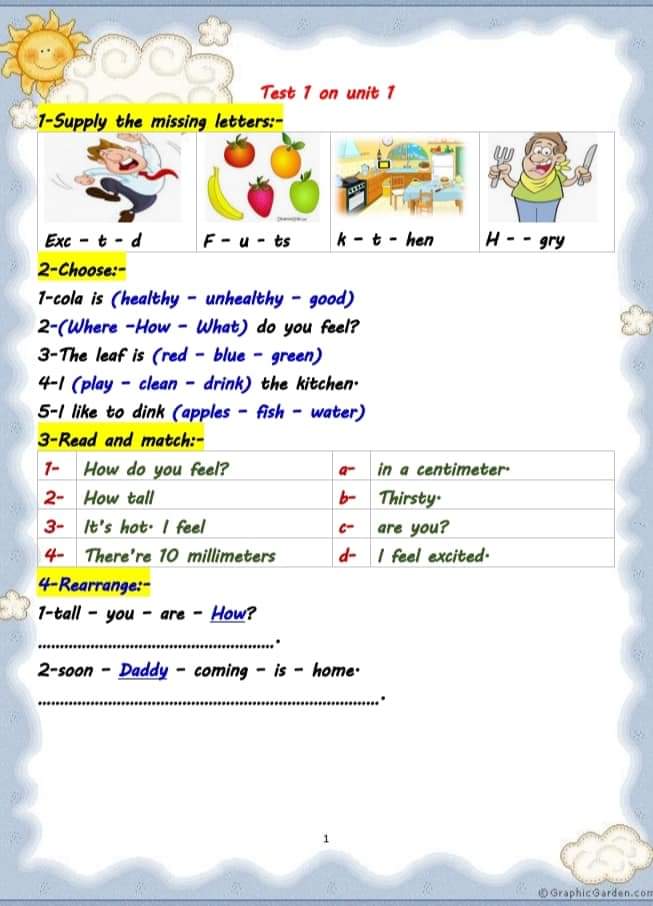 Test 1 on unit 1
1-Supply the missing letters:-
Exc - t - d
F - u - ts
k - t - hen
H - - gry
2-Choose:-
1-cola is (healthy - unhealthy - good)
2-(Where -How - What) do you feel?
3-The leaf is (red - blue - green)
4-I (play - clean - drink) the kitchen.
5-I like to dink (apples - fish - water)
3-Read and match:-
1- How do you feel? a- in a centimeter.
2- How tall b- Thirsty.
3- It's hot. I feel c- are you?
4- There're 10 millimeters d- I feel excited.
4-Rearrange:-
1-tall - you - are - How?
......................................................
2-soon - Daddy - coming - is - home.
...............................................................................
1
© GraphicGarden.com